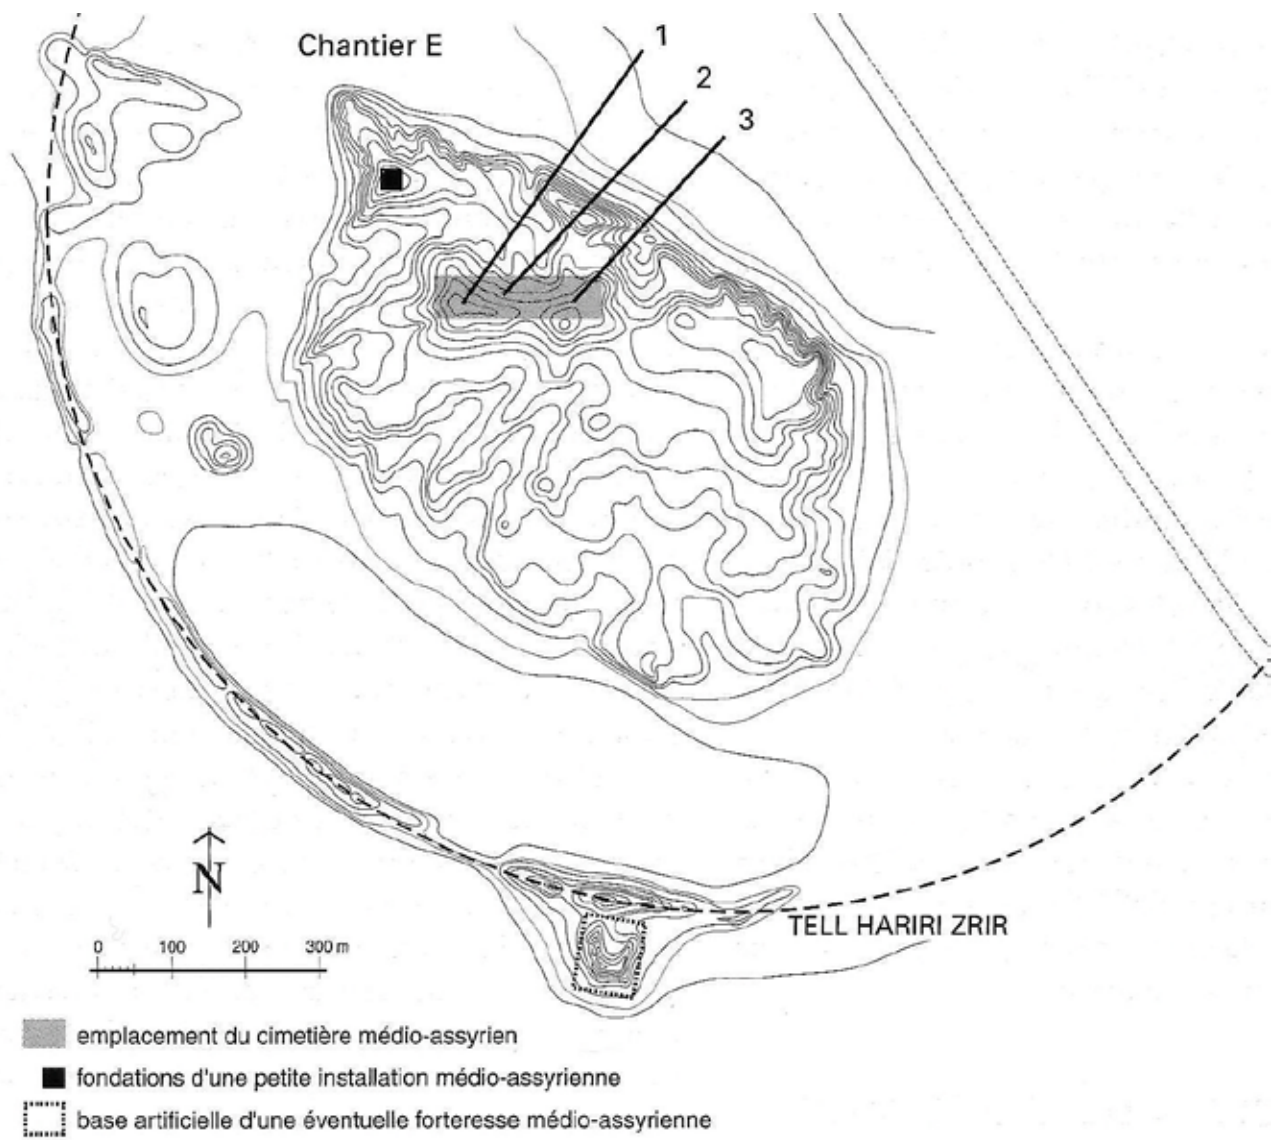 Chantier E
1
2
3
TELL HARIRI ZRIR
N
0 100 200 300 m
emplacement du cimetière médio-assyrien
fondations d'une petite installation médio-assyrienne
base artificielle d'une éventuelle forteresse médio-assyrienne